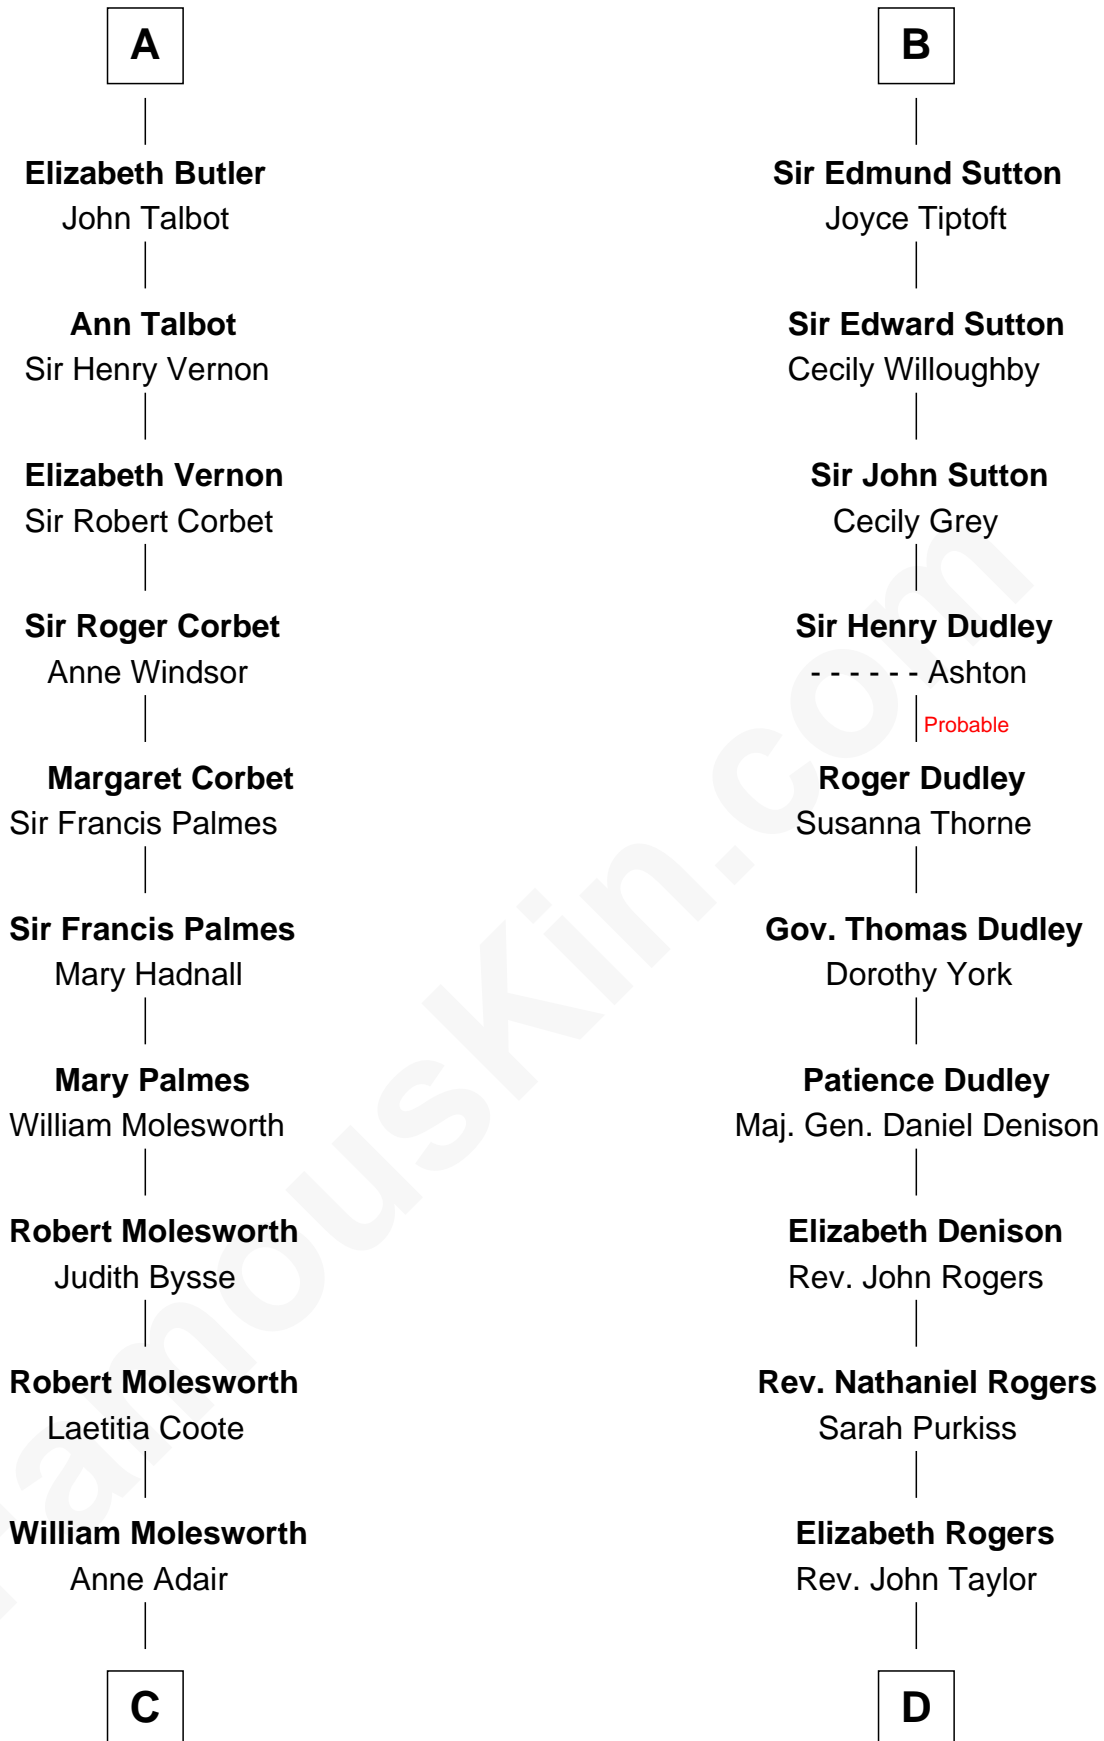 A
Elizabeth Butler
John Talbot
Ann Talbot
Sir Henry Vernon
Elizabeth Vernon
Sir Robert Corbet
Sir Roger Corbet
Anne Windsor
Margaret Corbet
Sir Francis Palmes
Sir Francis Palmes
Mary Hadnall
Mary Palmes
William Molesworth
Robert Molesworth
Judith Bysse
Robert Molesworth
Laetitia Coote
William Molesworth
Anne Adair
C
B
Sir Edmund Sutton
Joyce Tiptoft
Sir Edward Sutton
Cecily Willoughby
Sir John Sutton
Cecily Grey
Sir Henry Dudley
- - - - - - Ashton
Probable
Roger Dudley
Susanna Thorne
Gov. Thomas Dudley
Dorothy York
Patience Dudley
Maj. Gen. Daniel Denison
Elizabeth Denison
Rev. John Rogers
Rev. Nathaniel Rogers
Sarah Purkiss
Elizabeth Rogers
Rev. John Taylor
D
FamousKin.com